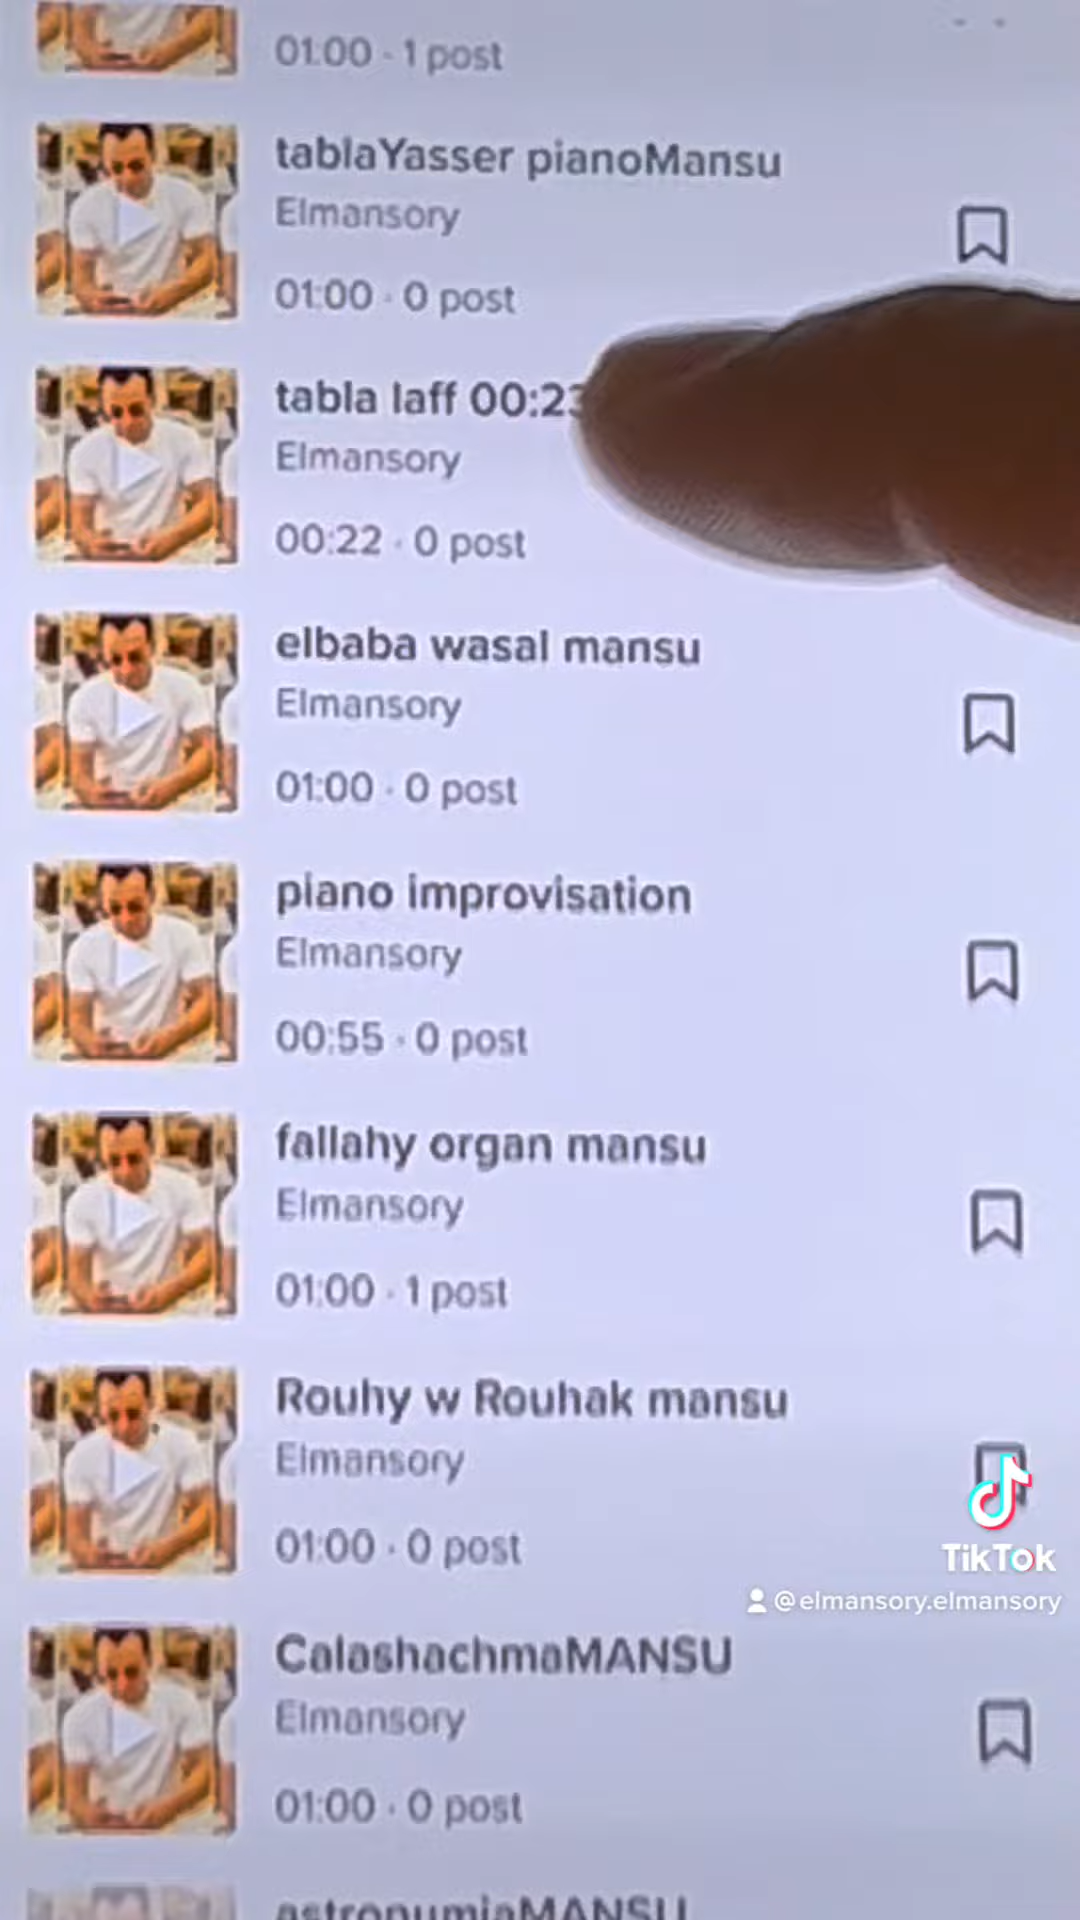 01:00 · 1 post
tablaYasser pianoMansu
Elmansory
01:00 · 0 post
tabla laff 00:23
Elmansory
00:22 · 0 post
elbaba wasal mansu
Elmansory
01:00 · 0 post
piano improvisation
Elmansory
00:55 · 0 post
fallahy organ mansu
Elmansory
01:00 · 1 post
Rouhy w Rouhak mansu
Elmansory
01:00 · 0 post
TikTok
@elmansory.elmansory
CalashachmaMANSU
Elmansory
01:00 · 0 post
astronumiaMANSU